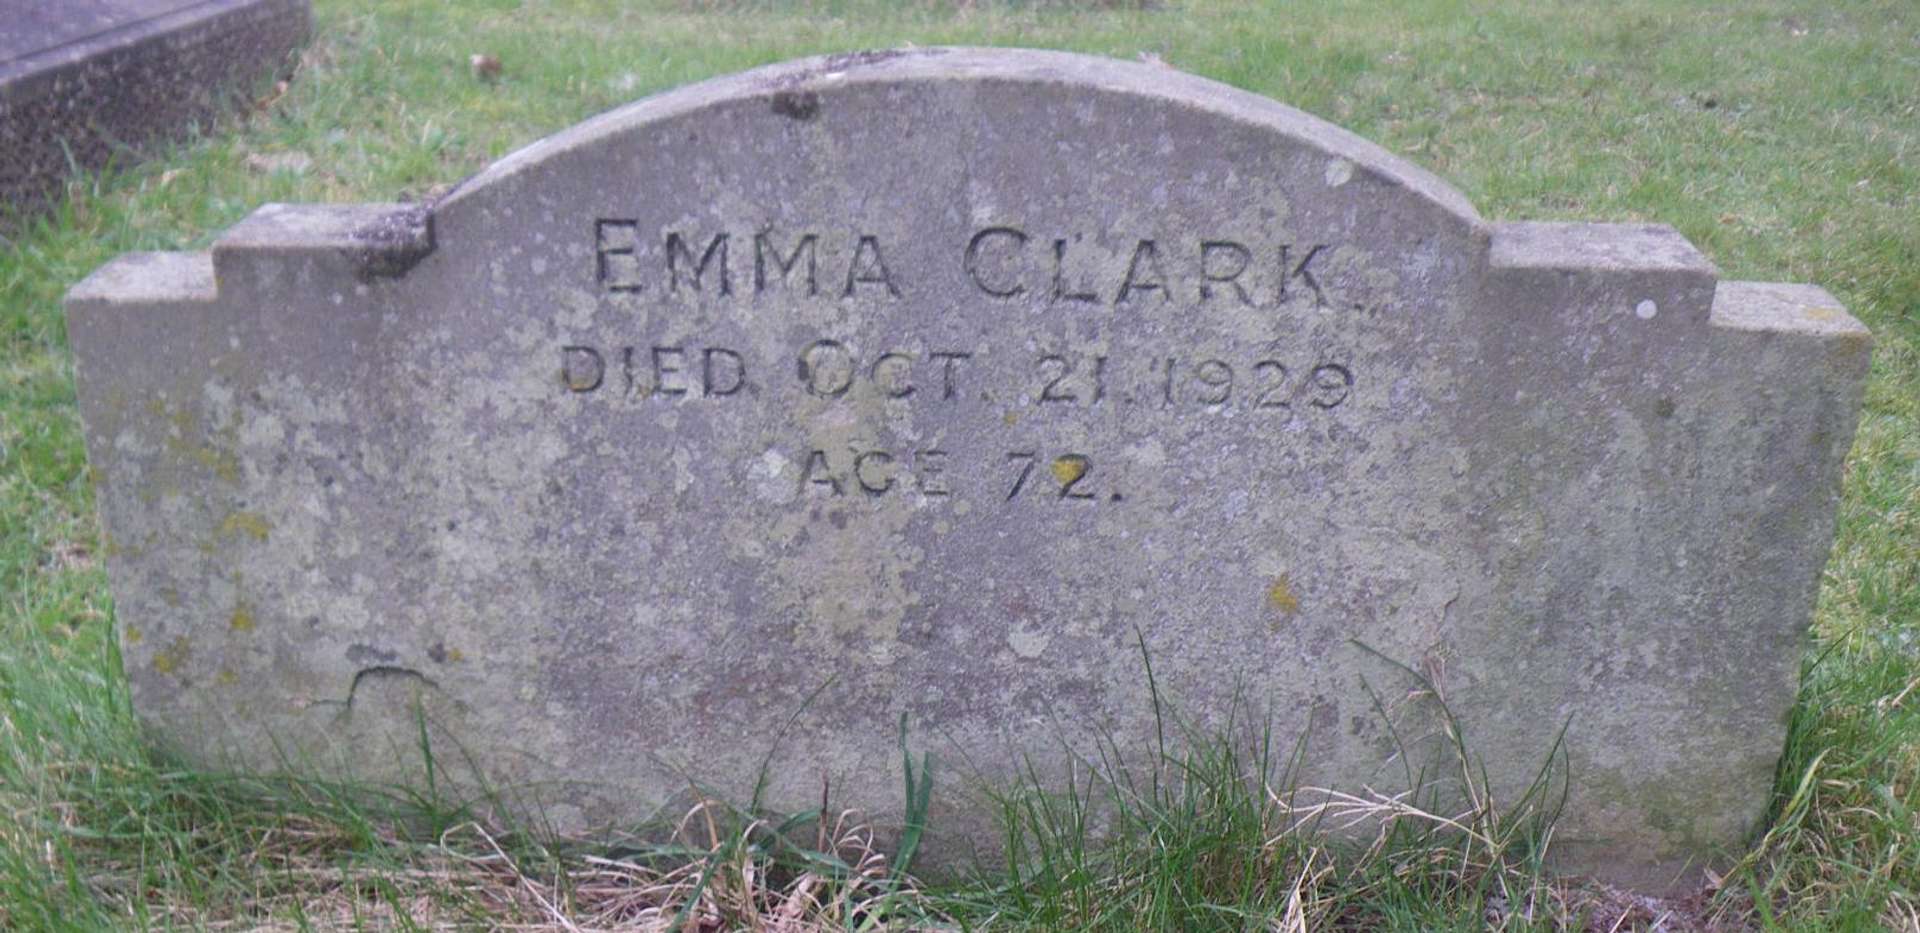 EMMA CLARK.
DIED OCT. 21. 1929
AGE 72.